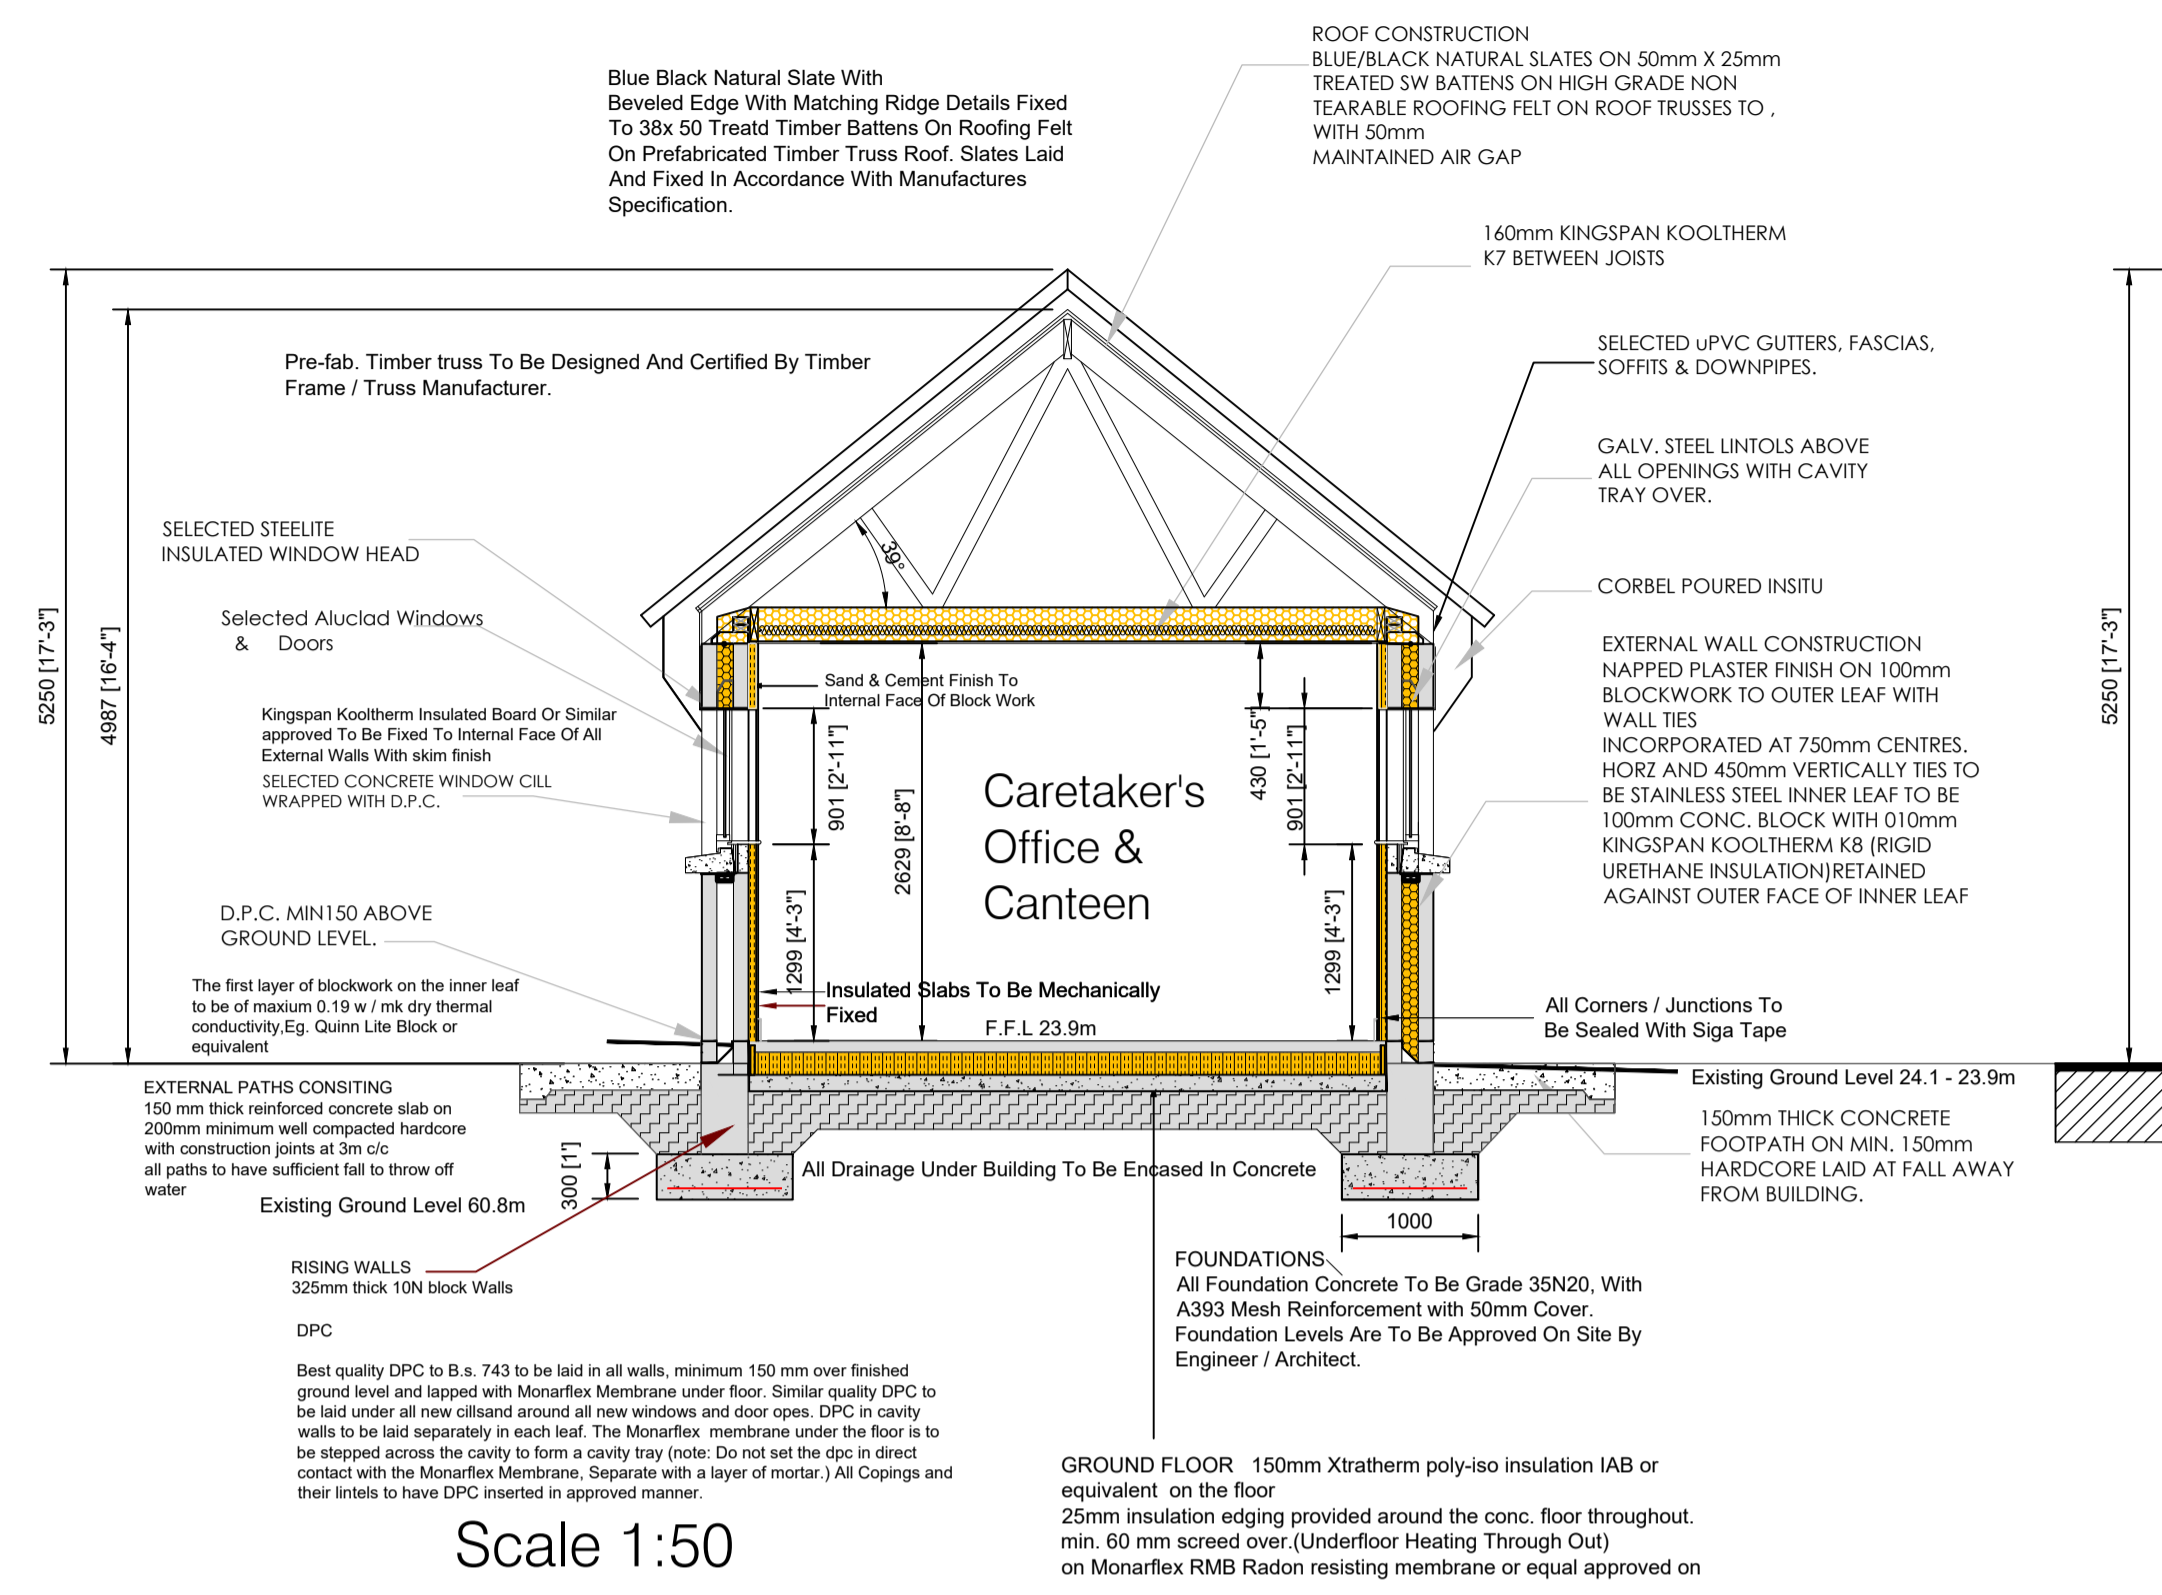 ROOF CONSTRUCTION
BLUE/BLACK NATURAL SLATES ON 50mm X 25mm
TREATED SW BATTENS ON HIGH GRADE NON
TEARABLE ROOFING FELT ON ROOF TRUSSES TO ,
WITH 50mm
MAINTAINED AIR GAP
Blue Black Natural Slate With
Beveled Edge With Matching Ridge Details Fixed
To 38x 50 Treatd Timber Battens On Roofing Felt
On Prefabricated Timber Truss Roof. Slates Laid
And Fixed In Accordance With Manufactures
Specification.
160mm KINGSPAN KOOLTHERM
K7 BETWEEN JOISTS
SELECTED uPVC GUTTERS, FASCIAS,
SOFFITS & DOWNPIPES.
Pre-fab. Timber truss To Be Designed And Certified By Timber
Frame / Truss Manufacturer.
GALV. STEEL LINTOLS ABOVE
ALL OPENINGS WITH CAVITY
TRAY OVER.
SELECTED STEELITE
INSULATED WINDOW HEAD
39°
CORBEL POURED INSITU
Selected Aluclad Windows
& Doors
5250 [17'-3"]
4987 [16'-4"]
5250 [17'-3"]
EXTERNAL WALL CONSTRUCTION
NAPPED PLASTER FINISH ON 100mm
BLOCKWORK TO OUTER LEAF WITH
WALL TIES
INCORPORATED AT 750mm CENTRES.
HORZ AND 450mm VERTICALLY TIES TO
BE STAINLESS STEEL INNER LEAF TO BE
100mm CONC. BLOCK WITH 010mm
KINGSPAN KOOLTHERM K8 (RIGID
URETHANE INSULATION)RETAINED
AGAINST OUTER FACE OF INNER LEAF
Sand & Cement Finish To
Internal Face Of Block Work
Kingspan Kooltherm Insulated Board Or Similar
approved To Be Fixed To Internal Face Of All
External Walls With skim finish
SELECTED CONCRETE WINDOW CILL
WRAPPED WITH D.P.C.
901 [2'-11"]
2629 [8'-8"]
430 [1'-5"]
901 [2'-11"]
Caretaker's
Office &
Canteen
1299 [4'-3"]
1299 [4'-3"]
D.P.C. MIN150 ABOVE
GROUND LEVEL.
The first layer of blockwork on the inner leaf
to be of maxium 0.19 w / mk dry thermal
conductivity,Eg. Quinn Lite Block or
equivalent
Insulated Slabs To Be Mechanically
Fixed
F.F.L 23.9m
All Corners / Junctions To
Be Sealed With Siga Tape
Existing Ground Level 24.1 - 23.9m
EXTERNAL PATHS CONSITING
150 mm thick reinforced concrete slab on
200mm minimum well compacted hardcore
with construction joints at 3m c/c
all paths to have sufficient fall to throw off
water
150mm THICK CONCRETE
FOOTPATH ON MIN. 150mm
HARDCORE LAID AT FALL AWAY
FROM BUILDING.
300 [1']
All Drainage Under Building To Be Encased In Concrete
Existing Ground Level 60.8m
1000
RISING WALLS
325mm thick 10N block Walls
FOUNDATIONS
All Foundation Concrete To Be Grade 35N20, With
A393 Mesh Reinforcement with 50mm Cover.
Foundation Levels Are To Be Approved On Site By
Engineer / Architect.
DPC
Best quality DPC to B.s. 743 to be laid in all walls, minimum 150 mm over finished
ground level and lapped with Monarflex Membrane under floor. Similar quality DPC to
be laid under all new cillsand around all new windows and door opes. DPC in cavity
walls to be laid separately in each leaf. The Monarflex membrane under the floor is to
be stepped across the cavity to form a cavity tray (note: Do not set the dpc in direct
contact with the Monarflex Membrane, Separate with a layer of mortar.) All Copings and
their lintels to have DPC inserted in approved manner.
GROUND FLOOR 150mm Xtratherm poly-iso insulation IAB or
equivalent on the floor
25mm insulation edging provided around the conc. floor throughout.
min. 60 mm screed over.(Underfloor Heating Through Out)
on Monarflex RMB Radon resisting membrane or equal approved on
Scale 1:50